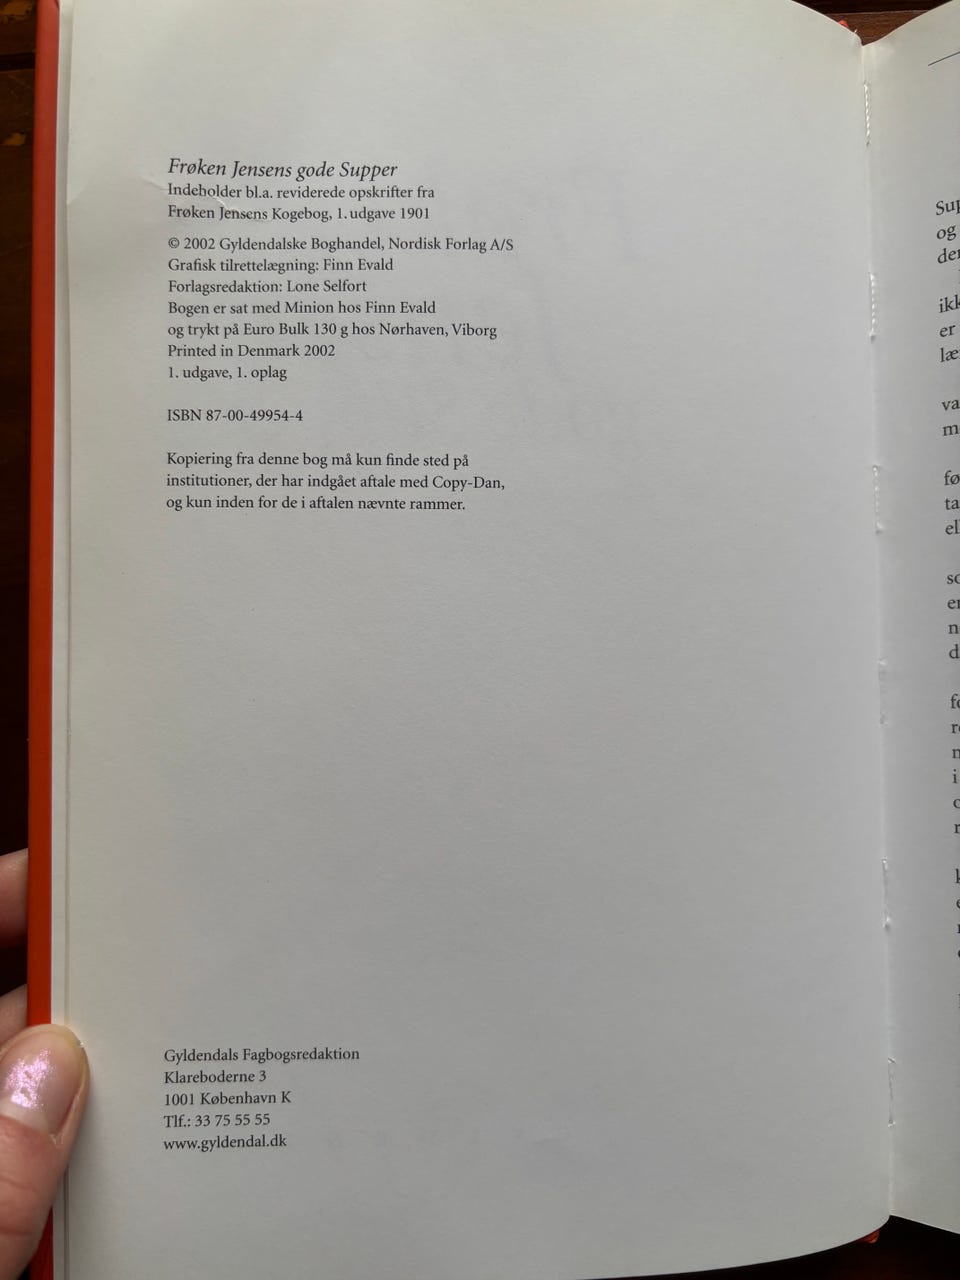 Frøken Jensens gode Supper
Indeholder bl.a. reviderede opskrifter fra
Frøken Jensens Kogebog, 1. udgave 1901
© 2002 Gyldendalske Boghandel, Nordisk Forlag A/S
Grafisk tilrettelægning: Finn Evald
Forlagsredaktion: Lone Selfort
Bogen er sat med Minion hos Finn Evald
og trykt på Euro Bulk 130 g hos Nørhaven, Viborg
Printed in Denmark 2002
1. udgave, 1. oplag
ISBN 87-00-49954-4
Kopiering fra denne bog må kun finde sted på
institutioner, der har indgået aftale med Copy-Dan,
og kun inden for de i aftalen nævnte rammer.
Gyldendals Fagbogsredaktion
Klareboderne 3
1001 København K
Tlf.: 33 75 55 55
www.gyldendal.dk
og
er
i